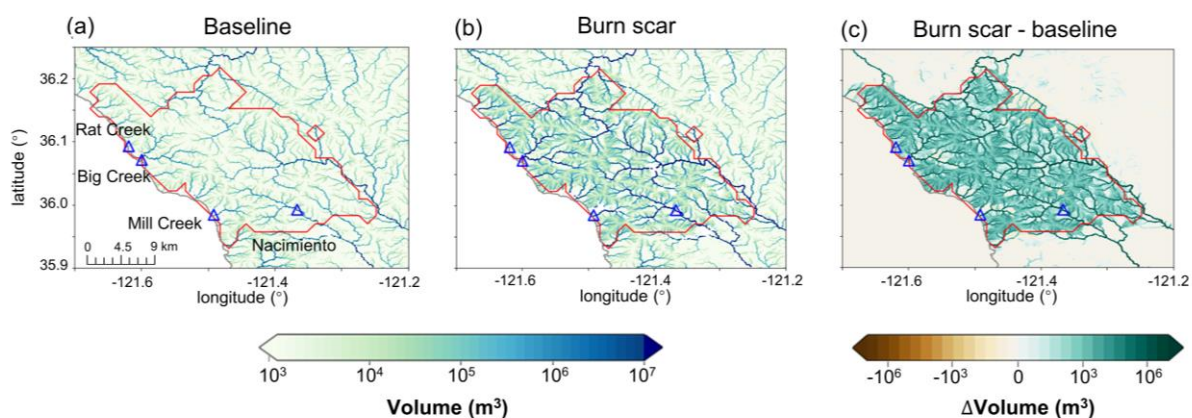 (a) Baseline
(b) Burn scar
(c) Burn scar - baseline
latitude (°)
36.2
36.1
36.0
35.9
Rat Creek
Big Creek
Mill Creek
Nacimiento
0 4.5 9 km
-121.6 -121.4 -121.2
longitude (°)
-121.6 -121.4 -121.2
longitude (°)
-121.6 -121.4 -121.2
longitude (°)
10³ 10⁴ 10⁵ 10⁶ 10⁷
Volume (m³)
-10⁶ -10³ 0 10³ 10⁶
ΔVolume (m³)